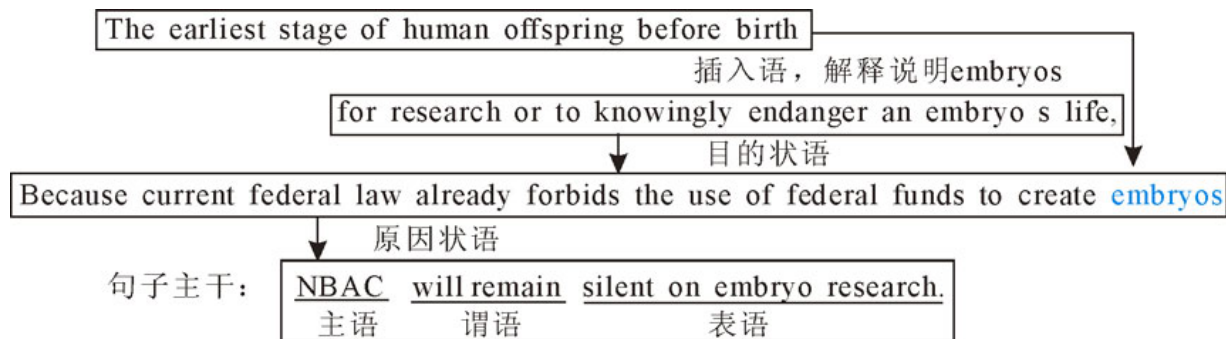 The earliest stage of human offspring before birth
插入语，解释说明embryos
for research or to knowingly endanger an embryo s life,
目的状语
Because current federal law already forbids the use of federal funds to create embryos
原因状语
句子主干： NBAC will remain silent on embryo research.
主语 谓语 表语